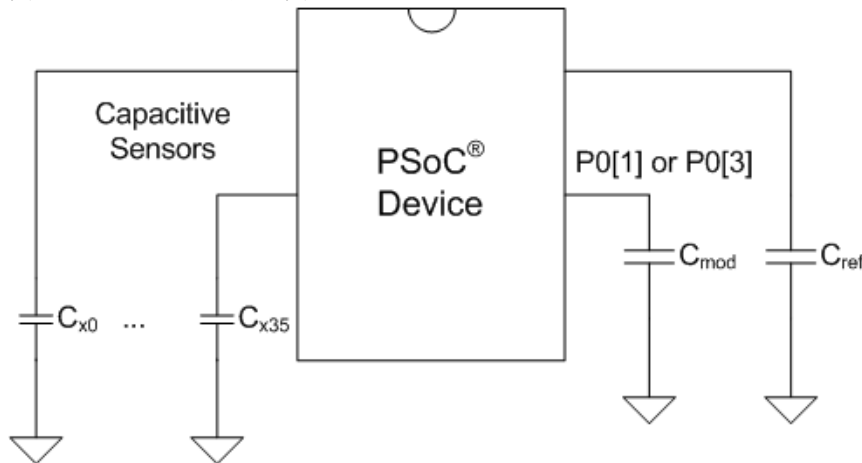 Capacitive
Sensors
PSoC®
Device
P0[1] or P0[3]
Cmod
Cref
Cx0 ... Cx35